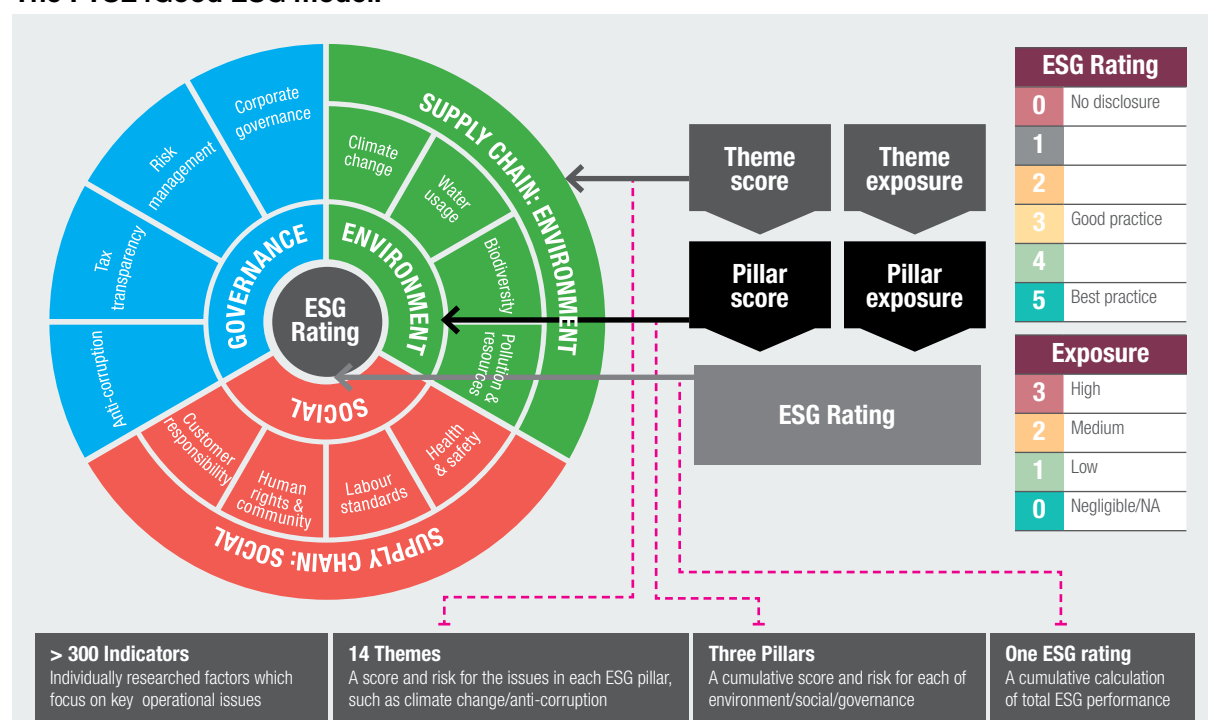 The FTSE4Good ESG model:
Corporate
governance
Risk
management
Tax
transparency
Anti-corruption
GOVERNANCE
ESG
Rating
ENVIRONMENT
Climate
change
Water
usage
Biodiversity
Pollution &
resources
SUPPLY CHAIN: ENVIRONMENT
SOCIAL
Customer
responsibility
Human
rights &
community
Labour
standards
Health
& safety
SUPPLY CHAIN: SOCIAL
Theme
score
Theme
exposure
Pillar
score
Pillar
exposure
ESG Rating
ESG Rating
0 No disclosure
1
2
3 Good practice
4
5 Best practice
Exposure
3 High
2 Medium
1 Low
0 Negligible/NA
> 300 Indicators
Individually researched factors which
focus on key operational issues
14 Themes
A score and risk for the issues in each ESG pillar,
such as climate change/anti-corruption
Three Pillars
A cumulative score and risk for each of
environment/social/governance
One ESG rating
A cumulative calculation
of total ESG performance